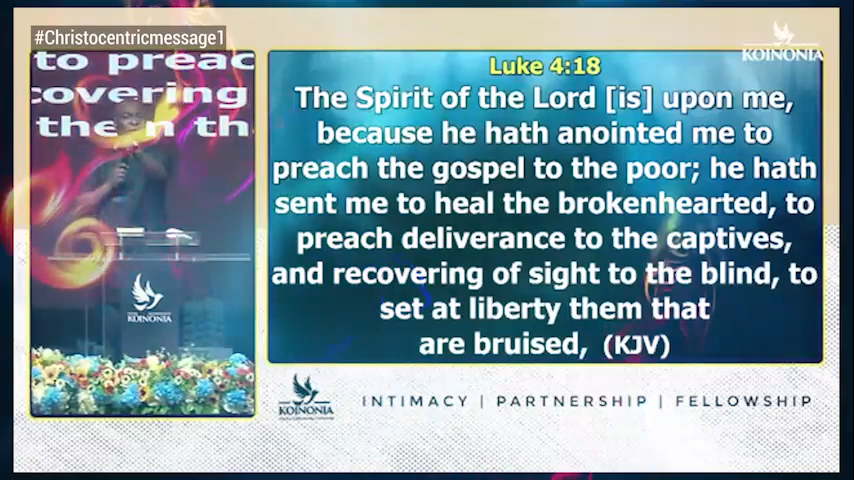 #Christocentricmessage1
to preac
covering
the
n th
KOINONIA
Luke 4:18
The Spirit of the Lord [is] upon me,
because he hath anointed me to
preach the gospel to the poor; he hath
sent me to heal the brokenhearted, to
preach deliverance to the captives,
and recovering of sight to the blind, to
set at liberty them that
are bruised, (KJV)
KOINONIA
KOINONIA
INTIMACY | PARTNERSHIP | FELLOWSHIP